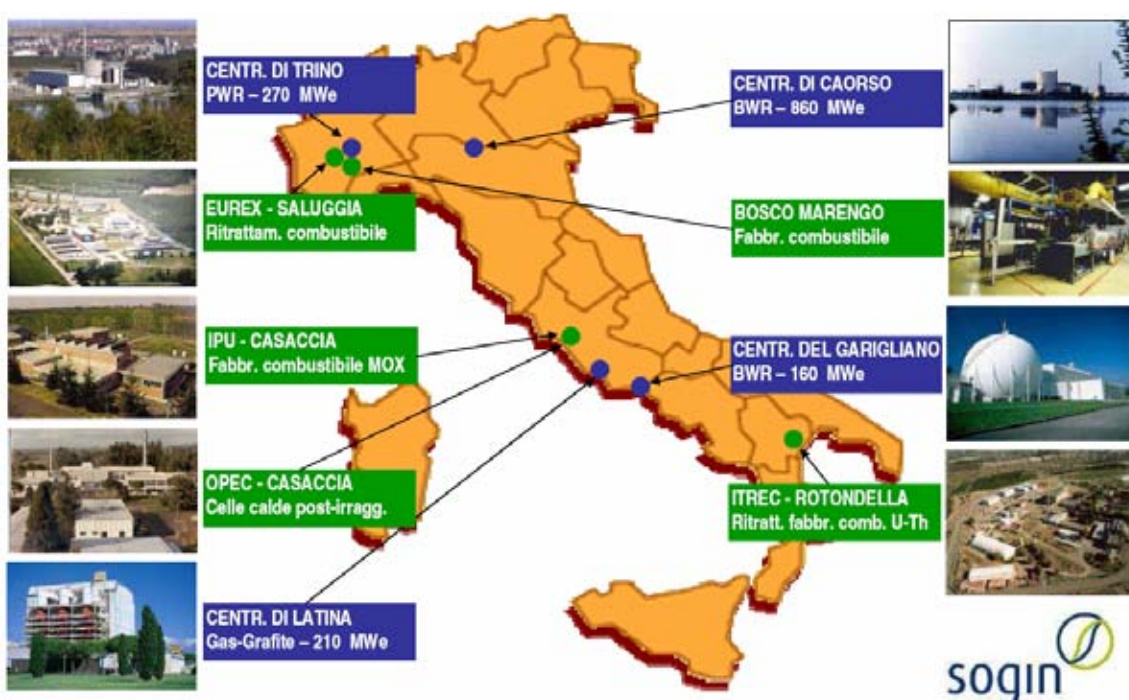 CENTR. DI TRINO
PWR – 270 MWe
CENTR. DI CAORSO
BWR – 860 MWe
EUREX - SALUGGIA
Ritrattam. combustibile
BOSCO MARENGO
Fabbr. combustibile
IPU - CASACCIA
Fabbr. combustibile MOX
CENTR. DEL GARIGLIANO
BWR – 160 MWe
OPEC - CASACCIA
Celle calde post-irragg.
ITREC - ROTONDELLA
Ritratt. fabbr. comb. U-Th
CENTR. DI LATINA
Gas-Grafite – 210 MWe
sogin